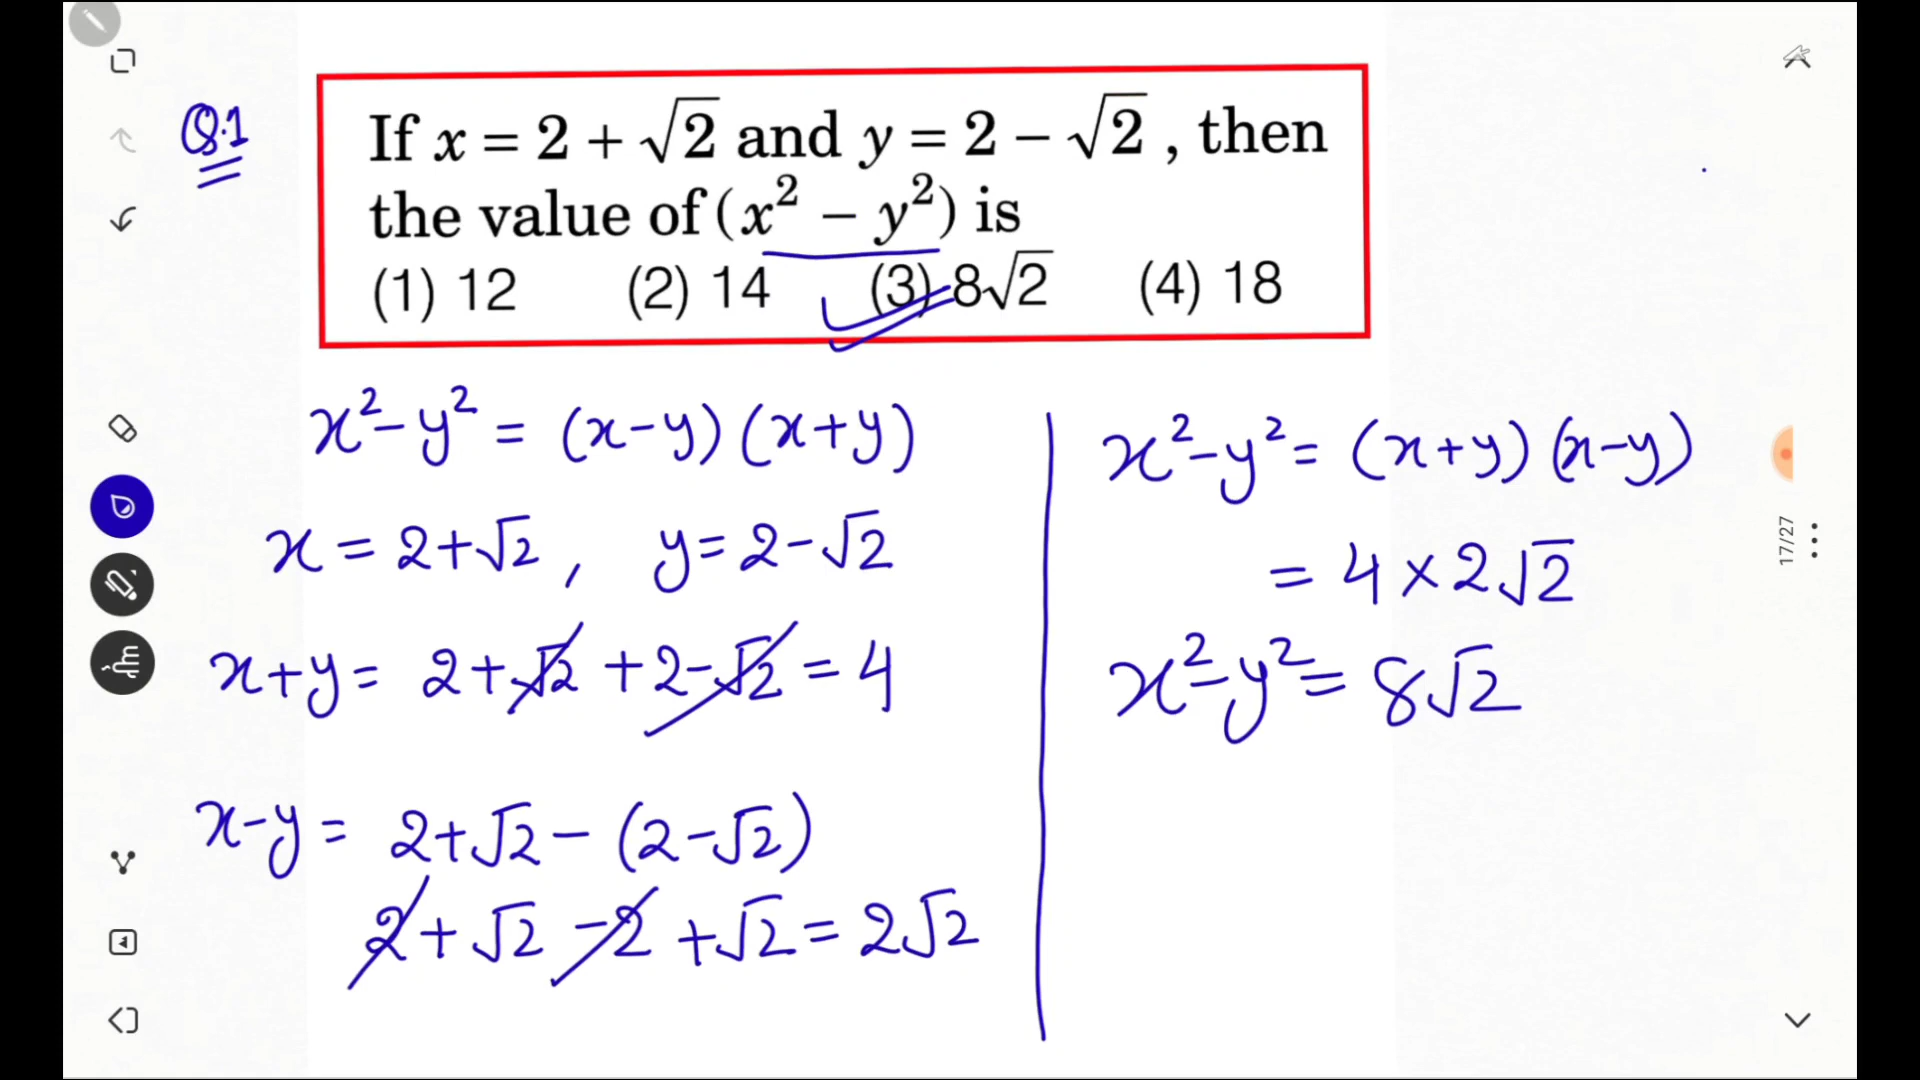 Q.1
If x = 2 + √2 and y = 2 − √2 , then
the value of (x² − y²) is
(1) 12 (2) 14 (3) 8√2 (4) 18
x² − y² = (x−y) (x+y)
x = 2+√2 , y = 2−√2
x+y = 2+√2 +2−√2 = 4
x−y = 2+√2 − (2−√2)
2+√2 −2 +√2 = 2√2
x² − y² = (x+y) (x−y)
= 4 × 2√2
x² − y² = 8√2
17/27